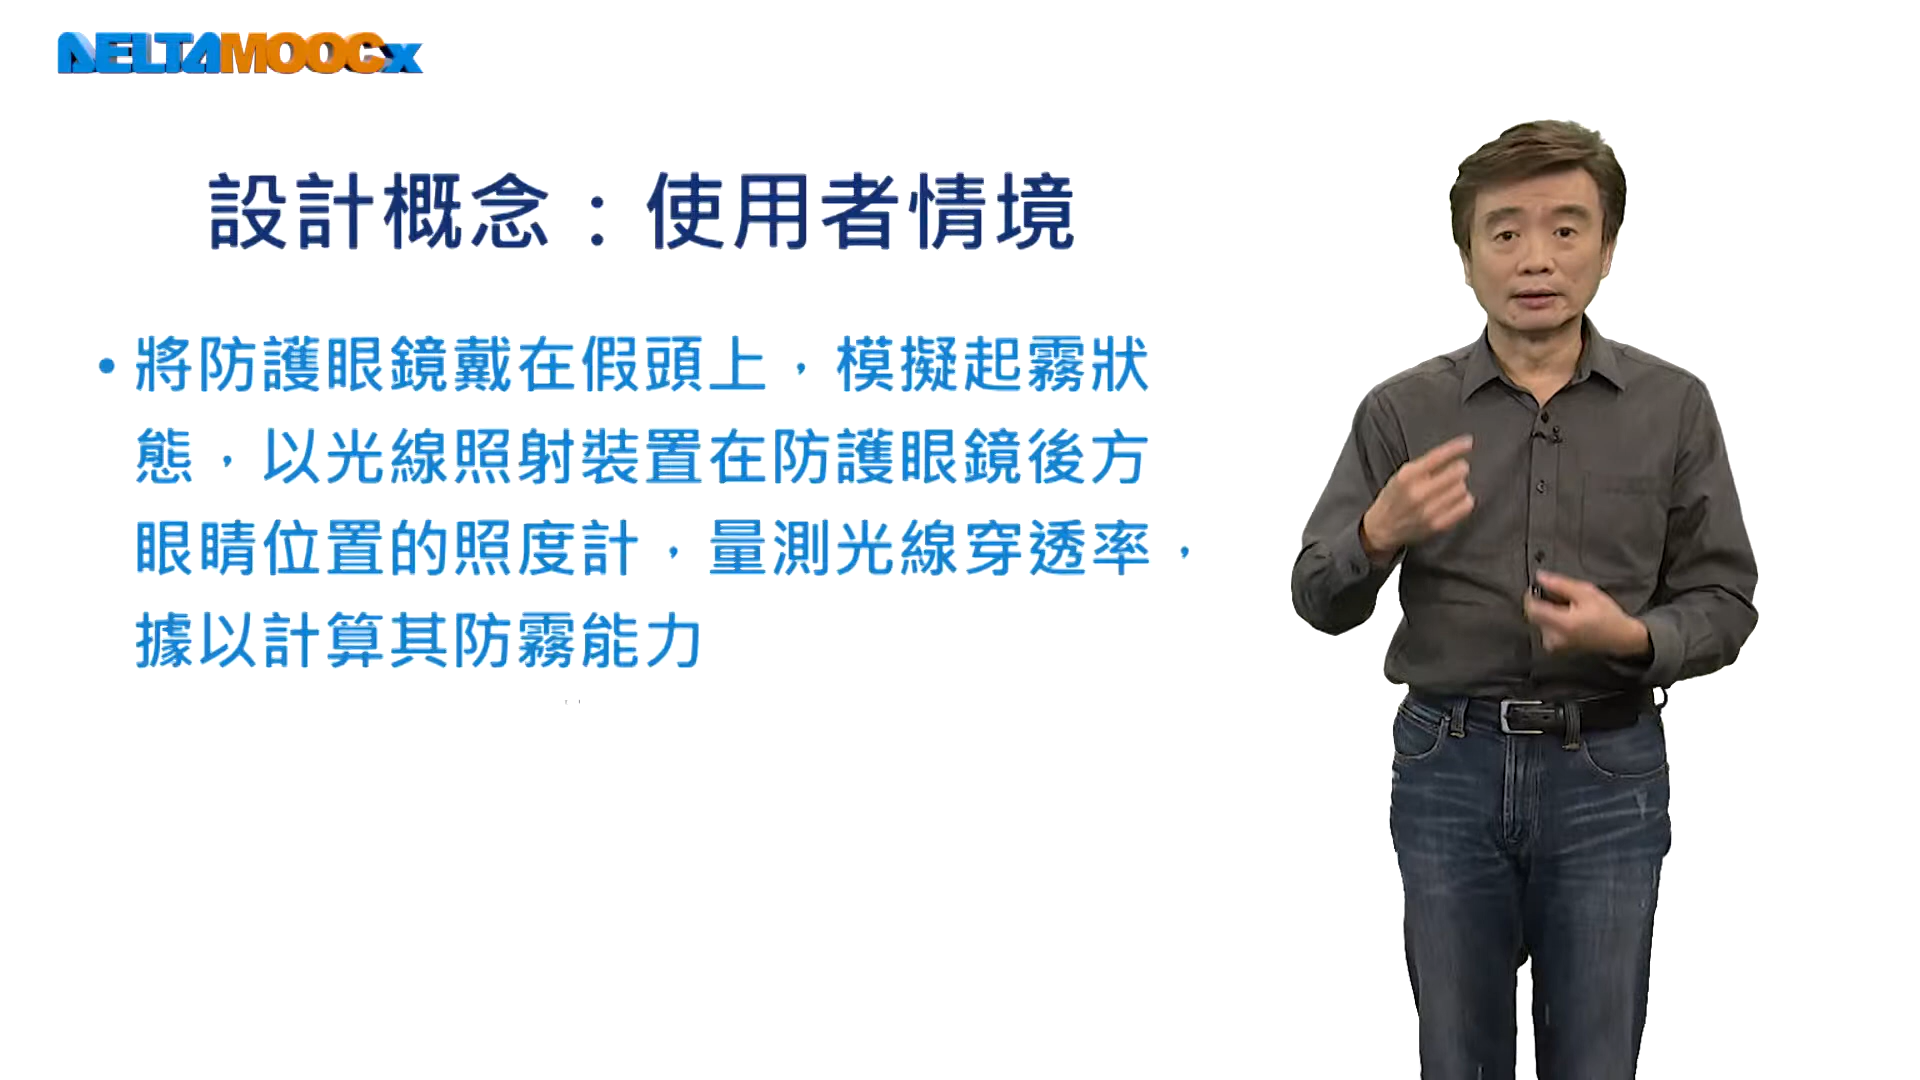 DELTAMOOCx
設計概念：使用者情境
•將防護眼鏡戴在假頭上，模擬起霧狀
態，以光線照射裝置在防護眼鏡後方
眼睛位置的照度計，量測光線穿透率，
據以計算其防霧能力